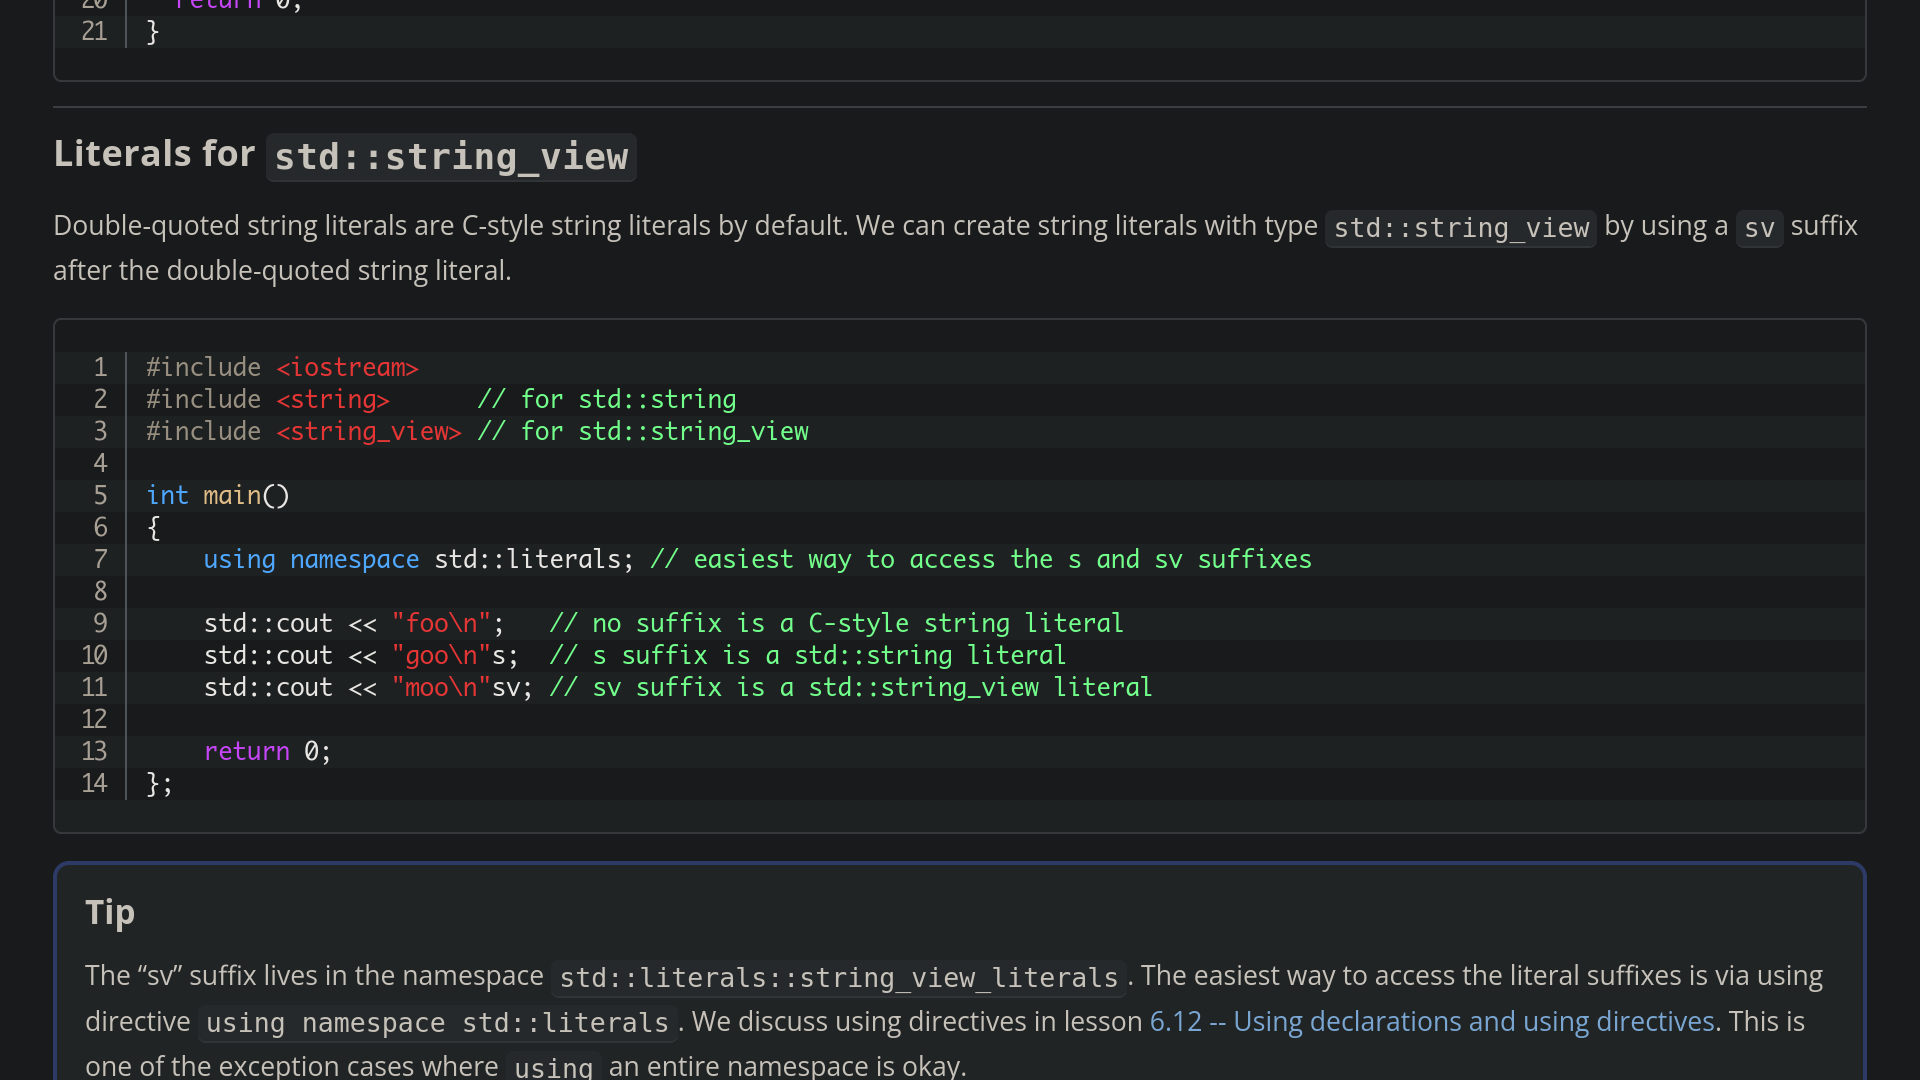 20 return 0;
21 }
Literals for std::string_view
Double-quoted string literals are C-style string literals by default. We can create string literals with type std::string_view by using a sv suffix
after the double-quoted string literal.
1 #include <iostream>
2 #include <string>      // for std::string
3 #include <string_view> // for std::string_view
4
5 int main()
6 {
7     using namespace std::literals; // easiest way to access the s and sv suffixes
8
9     std::cout << "foo\n";   // no suffix is a C-style string literal
10     std::cout << "goo\n"s;  // s suffix is a std::string literal
11     std::cout << "moo\n"sv; // sv suffix is a std::string_view literal
12
13     return 0;
14 };
Tip
The “sv” suffix lives in the namespace std::literals::string_view_literals. The easiest way to access the literal suffixes is via using
directive using namespace std::literals. We discuss using directives in lesson 6.12 -- Using declarations and using directives. This is
one of the exception cases where using an entire namespace is okay.